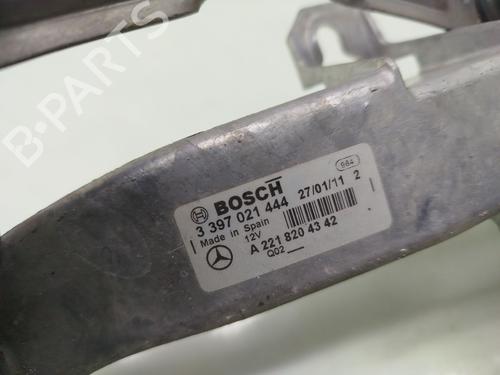 B-PARTS
984
BOSCH
3 397 021 444 27/01/11 2
Made in Spain
12V
A 221 820 43 42
Q02